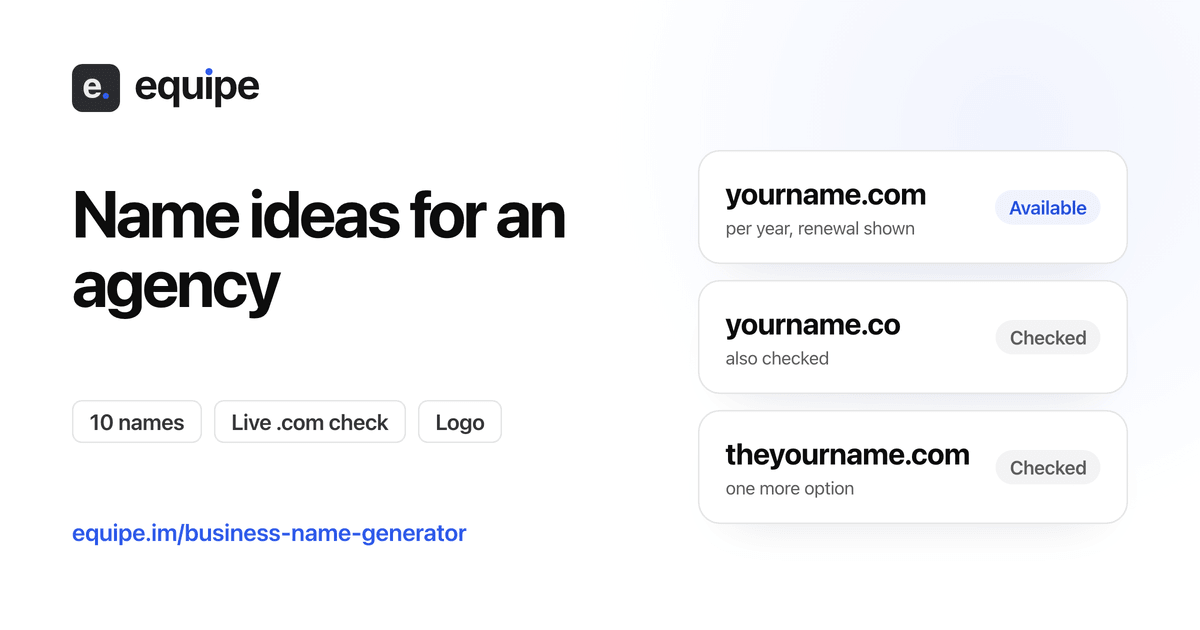 e.
equipe
Name ideas for an
agency
10 names
Live .com check
Logo
equipe.im/business-name-generator
yourname.com
per year, renewal shown
Available
yourname.co
also checked
Checked
theyourname.com
one more option
Checked